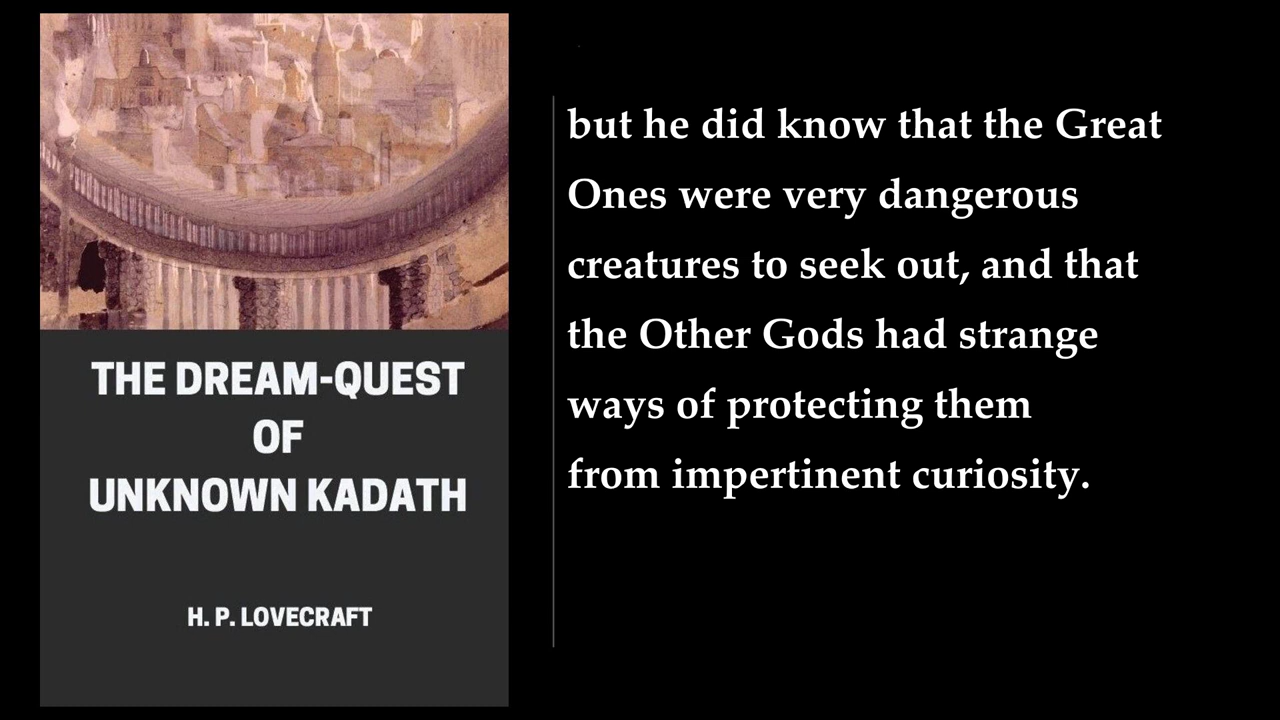 THE DREAM-QUEST
OF
UNKNOWN KADATH
H. P. LOVECRAFT
but he did know that the Great
Ones were very dangerous
creatures to seek out, and that
the Other Gods had strange
ways of protecting them
from impertinent curiosity.